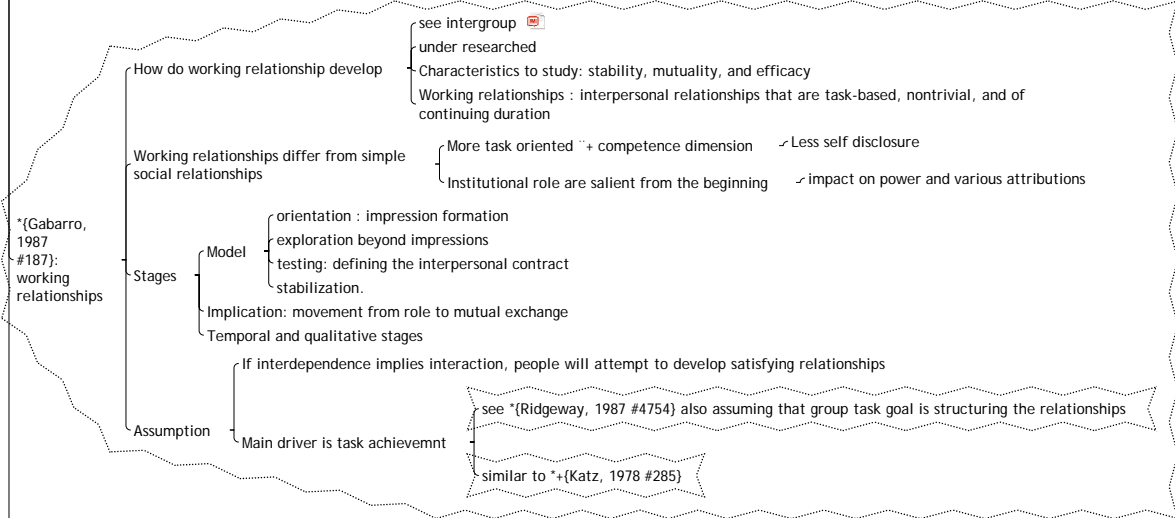 see intergroup
under researched
How do working relationship develop
Characteristics to study: stability, mutuality, and efficacy
Working relationships : interpersonal relationships that are task-based, nontrivial, and of
continuing duration
More task oriented ¨+ competence dimension
Less self disclosure
Working relationships differ from simple
social relationships
Institutional role are salient from the beginning
impact on power and various attributions
*{Gabarro,
1987
#187}:
working
relationships
orientation : impression formation
exploration beyond impressions
Model
testing: defining the interpersonal contract
stabilization.
Stages
Implication: movement from role to mutual exchange
Temporal and qualitative stages
If interdependence implies interaction, people will attempt to develop satisfying relationships
Assumption
see *{Ridgeway, 1987 #4754} also assuming that group task goal is structuring the relationships
Main driver is task achievemnt
similar to *+{Katz, 1978 #285}